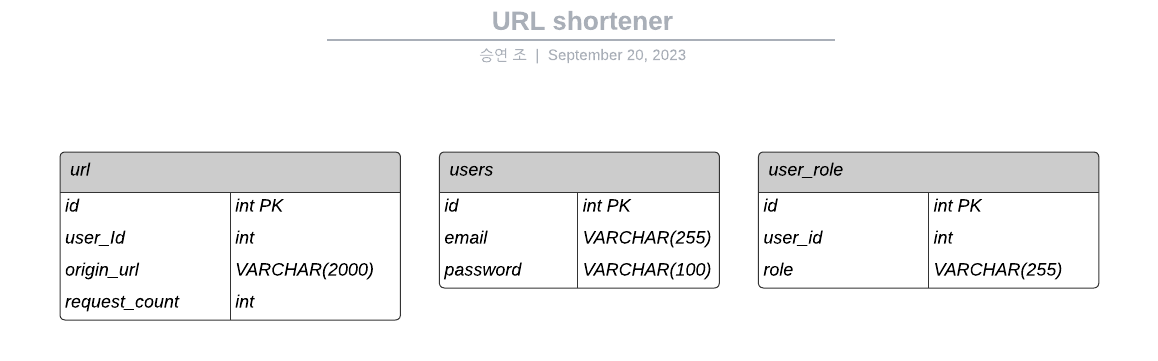 URL shortener
승연 조 | September 20, 2023
url
id int PK
user_Id int
origin_url VARCHAR(2000)
request_count int
users
id int PK
email VARCHAR(255)
password VARCHAR(100)
user_role
id int PK
user_id int
role VARCHAR(255)